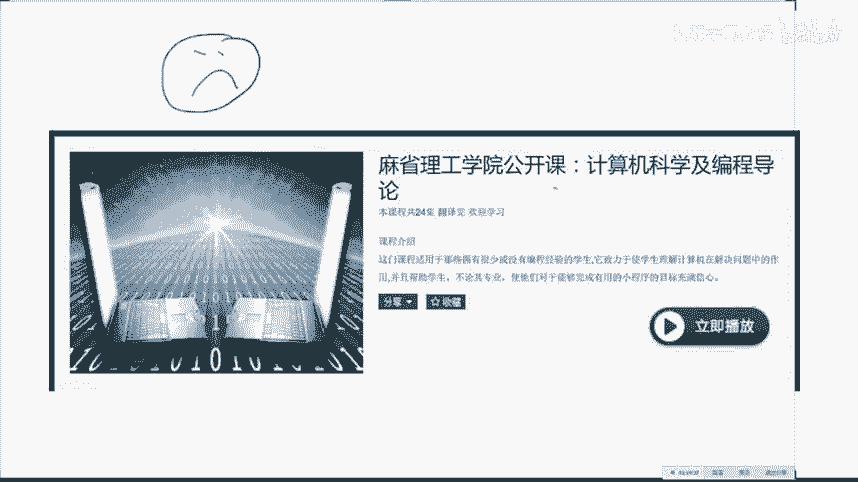 麻省理工学院公开课：计算机科学及编程导
论
本课程共24集 翻译完 欢迎学习
课程介绍
这门课程适用于那些拥有很少或没有编程经验的学生,它致力于使学生理解计算机在解决问题中的作
用,并且帮助学生，不论其专业，使他们对于能够完成有用的小程序的目标充满信心。
分享
收藏
立即播放